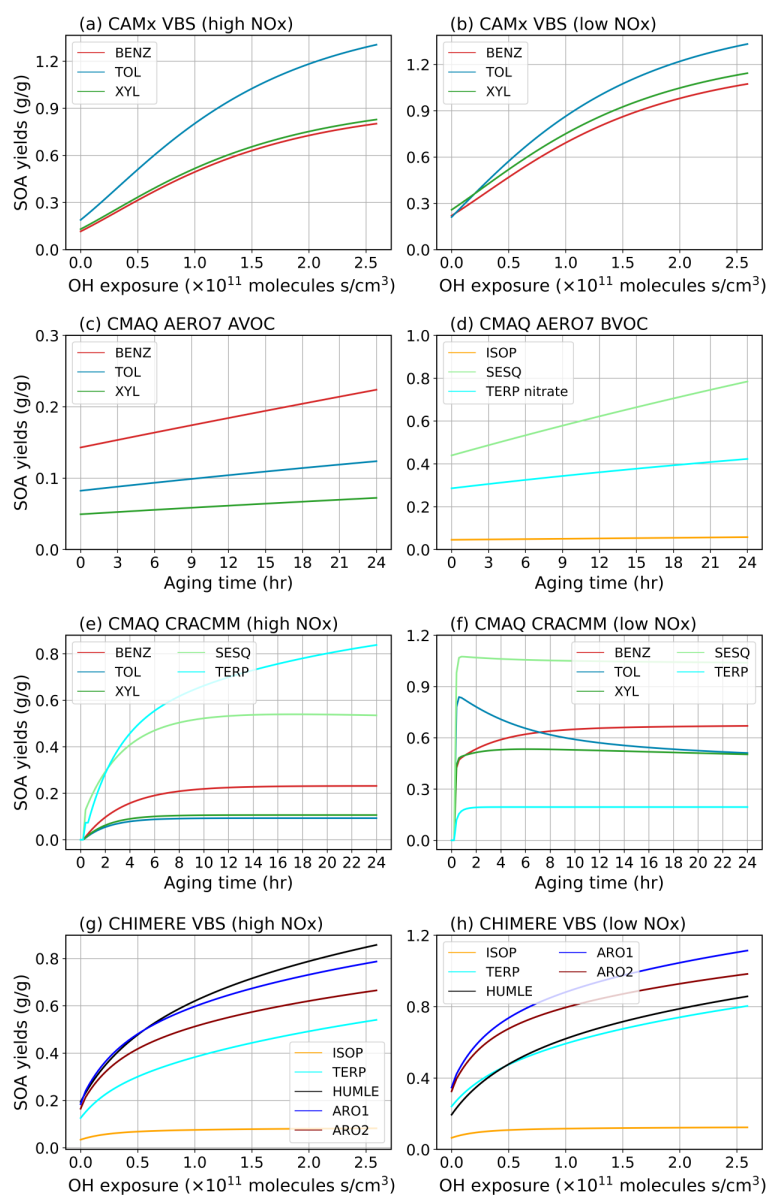 (a) CAMx VBS (high NOx)
SOA yields (g/g)
1.2
0.9
0.6
0.3
0.0
BENZ
TOL
XYL
0.0 0.5 1.0 1.5 2.0 2.5
OH exposure (×10¹¹ molecules s/cm³)
(b) CAMx VBS (low NOx)
1.2
0.9
0.6
0.3
0.0
BENZ
TOL
XYL
0.0 0.5 1.0 1.5 2.0 2.5
OH exposure (×10¹¹ molecules s/cm³)
(c) CMAQ AERO7 AVOC
SOA yields (g/g)
0.3
0.2
0.1
0.0
BENZ
TOL
XYL
0 3 6 9 12 15 18 21 24
Aging time (hr)
(d) CMAQ AERO7 BVOC
1.0
0.8
0.6
0.4
0.2
0.0
ISOP
SESQ
TERP nitrate
0 3 6 9 12 15 18 21 24
Aging time (hr)
(e) CMAQ CRACMM (high NOx)
SOA yields (g/g)
0.8
0.6
0.4
0.2
0.0
BENZ SESQ
TOL TERP
XYL
0 2 4 6 8 10 12 14 16 18 20 22 24
Aging time (hr)
(f) CMAQ CRACMM (low NOx)
1.2
0.9
0.6
0.3
0.0
BENZ SESQ
TOL TERP
XYL
0 2 4 6 8 10 12 14 16 18 20 22 24
Aging time (hr)
(g) CHIMERE VBS (high NOx)
SOA yields (g/g)
0.8
0.6
0.4
0.2
0.0
ISOP
TERP
HUMLE
ARO1
ARO2
0.0 0.5 1.0 1.5 2.0 2.5
OH exposure (×10¹¹ molecules s/cm³)
(h) CHIMERE VBS (low NOx)
1.2
0.8
0.4
0.0
ISOP ARO1
TERP ARO2
HUMLE
0.0 0.5 1.0 1.5 2.0 2.5
OH exposure (×10¹¹ molecules s/cm³)